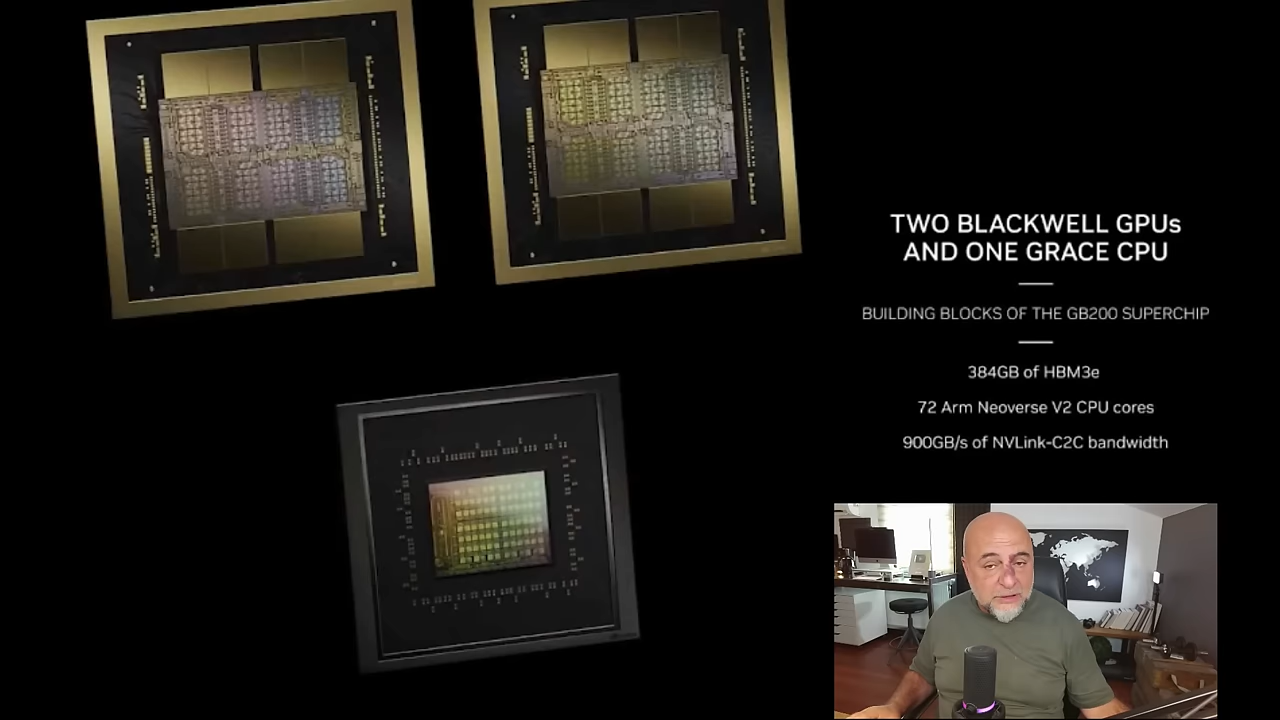 TWO BLACKWELL GPUs
AND ONE GRACE CPU
BUILDING BLOCKS OF THE GB200 SUPERCHIP
384GB of HBM3e
72 Arm Neoverse V2 CPU cores
900GB/s of NVLink-C2C bandwidth